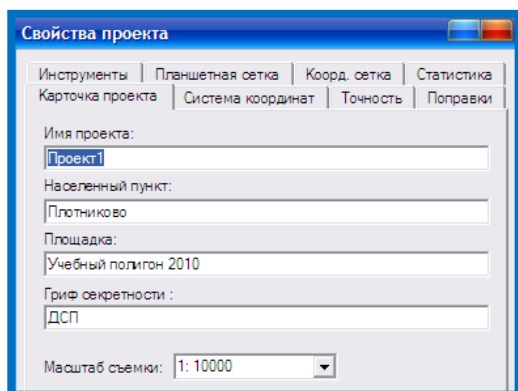 Свойства проекта
Инструменты Планшетная сетка Коорд. сетка Статистика
Карточка проекта Система координат Точность Поправки
Имя проекта:
Проект1
Населенный пункт:
Плотниково
Площадка:
Учебный полигон 2010
Гриф секретности :
ДСП
Масштаб съемки: 1: 10000